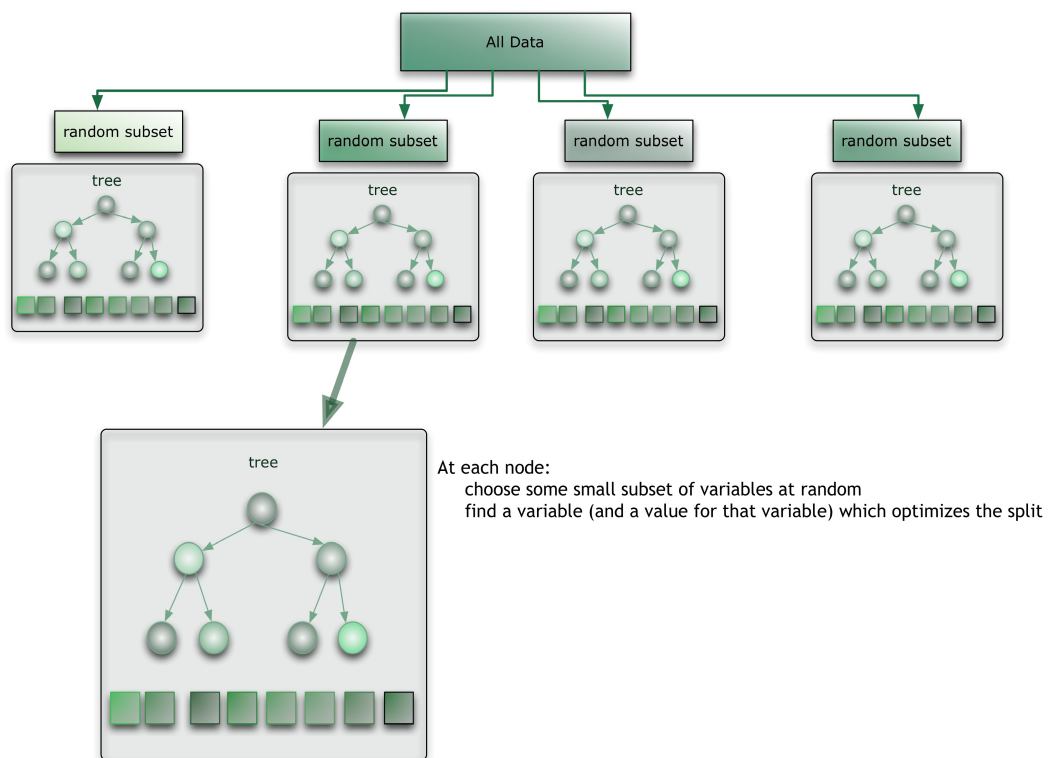 All Data
random subset
random subset
random subset
random subset
tree
tree
tree
tree
tree
At each node:
choose some small subset of variables at random
find a variable (and a value for that variable) which optimizes the split